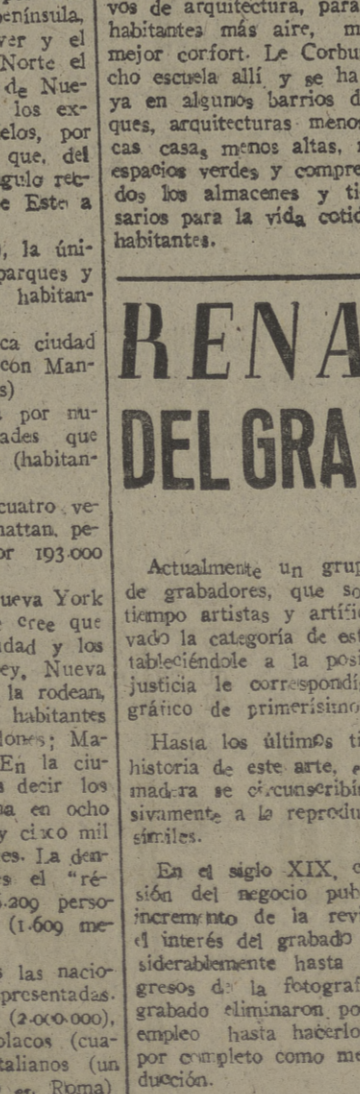 península,
ver y el
Norte el
de Nue-
los ex-
elos, por
que, del
gulo rec-
e Este a
, la úni-
parques y
habitan-
ca ciudad
con Man-
s)
por nu-
ades que
(habitan-
cuatro ve-
hattan, pe-
or 193.000
ueva York
cree que
udad y los
ey, Nueva
la rodean,
habitantes
lones; Ma-
En la ciu-
s decir los
na en ocho
y cinco mil
es. La den-
s el "ré-
.209 perso-
(1.609 me-
s las nacio-
presentadas.
(2.000.000),
olacos (cua-
talianos (un
en Roma)
vos de arquitectura, para
habitantes más aire, m
mejor confort. Le Corbu
cho escuela allí y se ha
ya en algunos barrios d
ques, arquitecturas meno
cas casas menos altas,
espacios verdes y compre
dos los almacenes y ti
sarios para la vida cotid
habitantes.
RENA
DEL GRA
Actualmente un grup
de grabadores, que so
tiempo artistas y artífi
vado la categoría de es
tableciéndole a la pos
justicia le correspondí
gráfico de primerísimo
Hasta los últimos ti
historia de este arte, e
madera se circunscribí
sivamente a la reprodu
símiles.
En el siglo XIX, c
sión del negocio pub
incremento de la revi
el interés del grabado
siderablemente hasta
gresos de la fotograf
grabado eliminaron po
empleo hasta hacerlo
por completo como me
ducción.